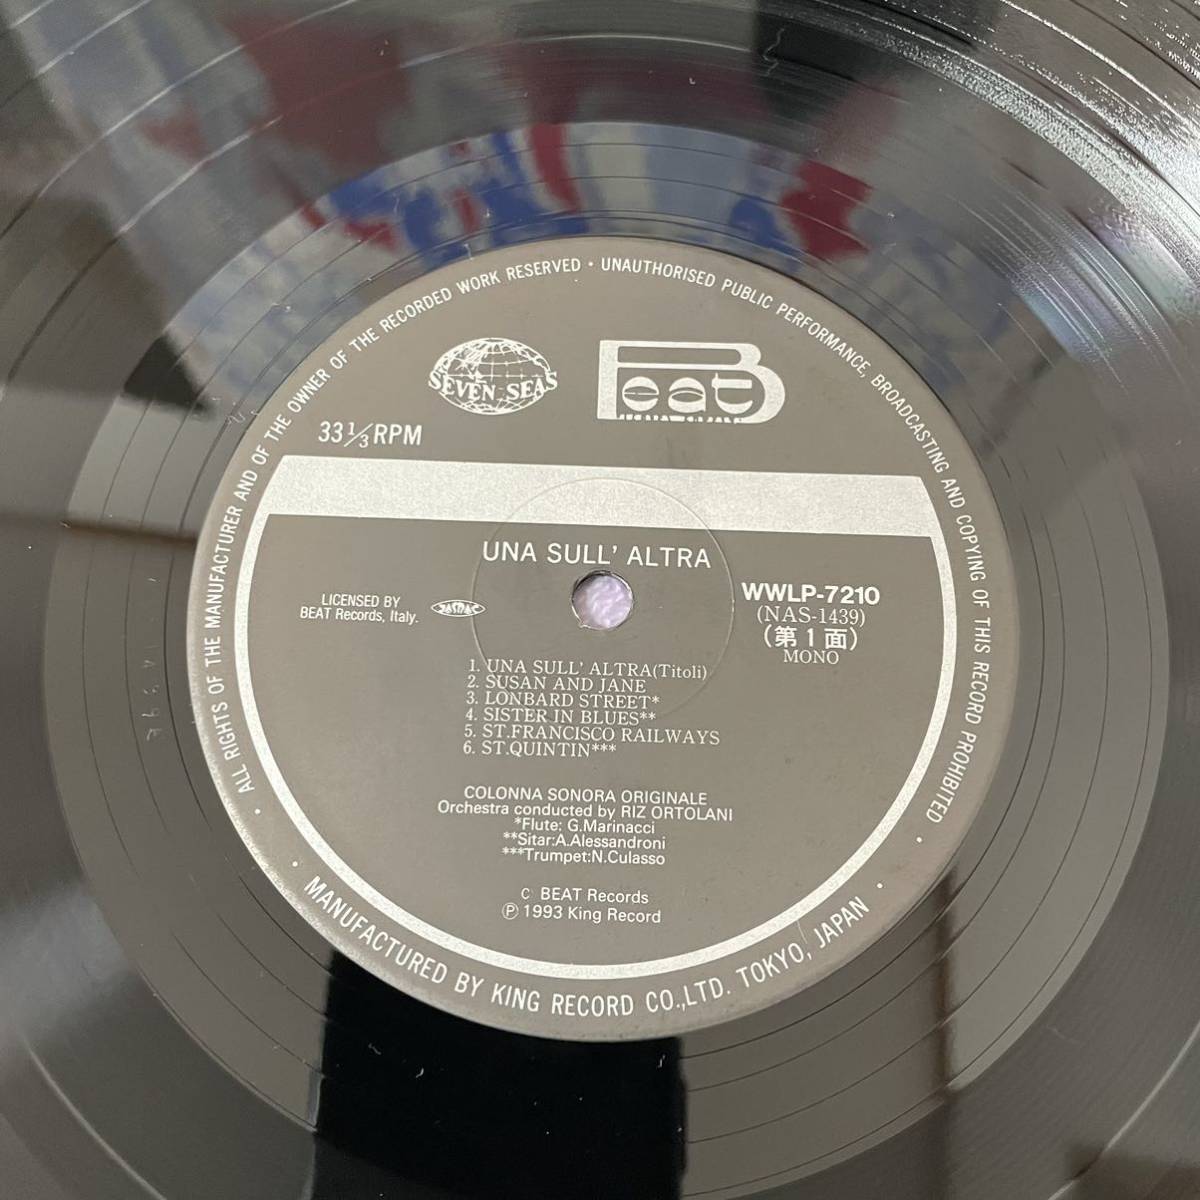 · ALL RIGHTS OF THE MANUFACTURER AND OF THE OWNER OF THE RECORDED WORK RESERVED · UNAUTHORISED PUBLIC PERFORMANCE, BROADCASTING AND COPYING OF THIS RECORD PROHIBITED ·
SEVEN SEAS
Beat
33 1/3 RPM
UNA SULL' ALTRA
LICENSED BY
BEAT Records, Italy.
JASRAC
WWLP-7210
(NAS-1439)
(第1面)
MONO
1. UNA SULL' ALTRA(Titoli)
2. SUSAN AND JANE
3. LONBARD STREET*
4. SISTER IN BLUES**
5. ST.FRANCISCO RAILWAYS
6. ST.QUINTIN***
COLONNA SONORA ORIGINALE
Orchestra conducted by RIZ ORTOLANI
*Flute: G.Marinacci
**Sitar:A.Alessandroni
***Trumpet:N.Culasso
C BEAT Records
Ⓟ 1993 King Record
· MANUFACTURED BY KING RECORD CO.,LTD. TOKYO, JAPAN ·